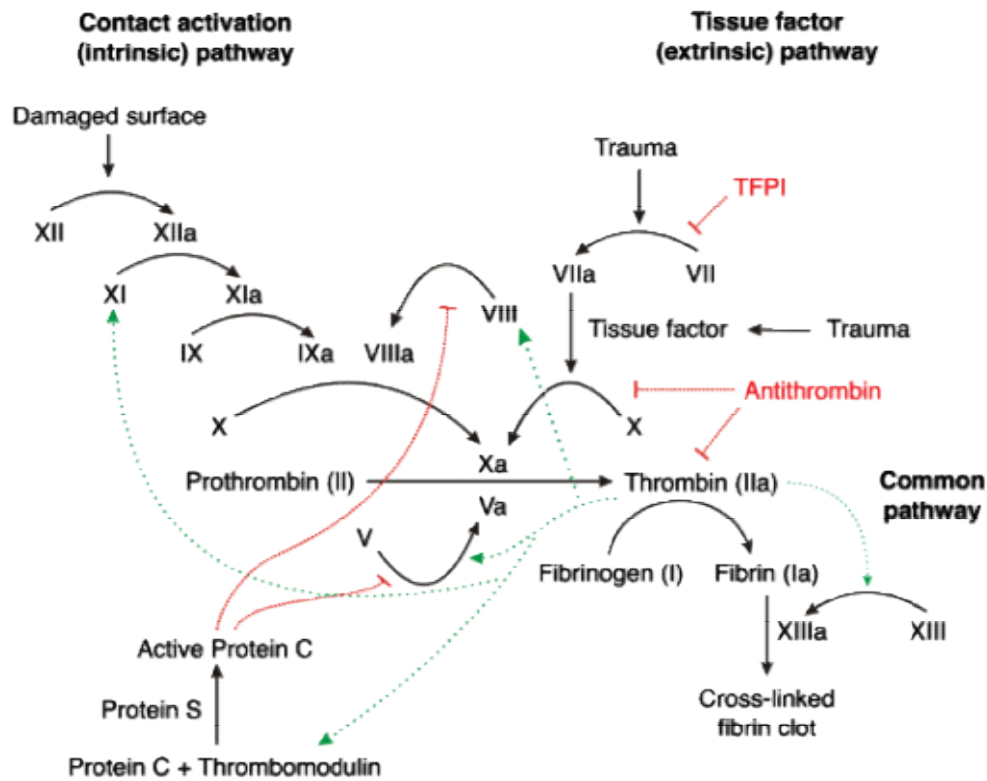 Contact activation
(intrinsic) pathway
Tissue factor
(extrinsic) pathway
Damaged surface
Trauma
TFPI
XII
XIIa
VIIa
VII
XI
XIa
VIII
Tissue factor
Trauma
IX
IXa
VIIIa
Antithrombin
X
X
Xa
Prothrombin (II)
Thrombin (IIa)
Common
pathway
Va
V
Fibrinogen (I)
Fibrin (Ia)
XIIIa
XIII
Active Protein C
Protein S
Cross-linked
fibrin clot
Protein C + Thrombomodulin